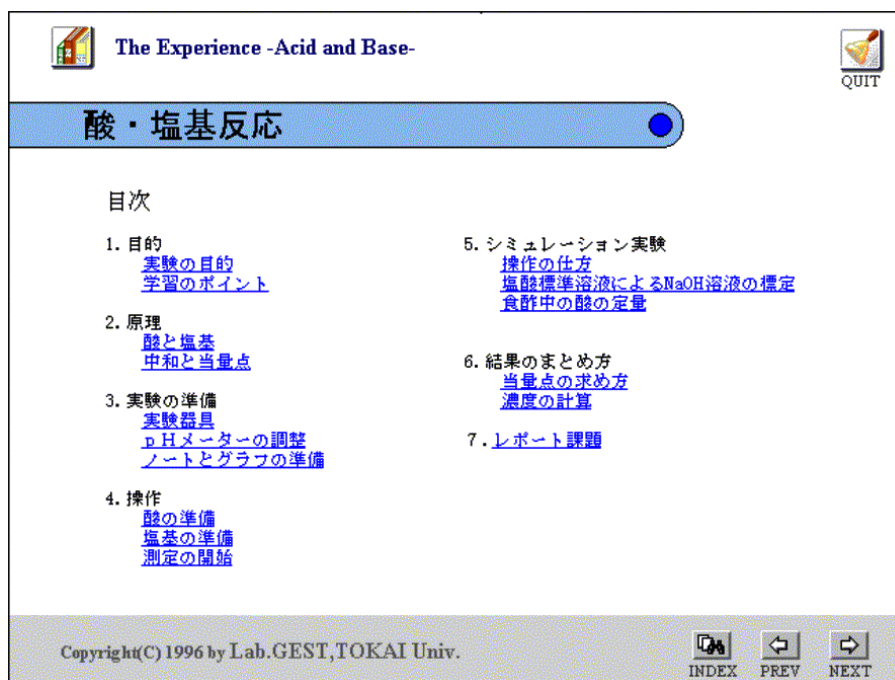 The Experience -Acid and Base-
QUIT
酸・塩基反応
目次
1. 目的
実験の目的
学習のポイント
2. 原理
酸と塩基
中和と当量点
3. 実験の準備
実験器具
ｐＨメーターの調整
ノートとグラフの準備
4. 操作
酸の準備
塩基の準備
測定の開始
5. シミュレーション実験
操作の仕方
塩酸標準溶液によるNaOH溶液の標定
食酢中の酸の定量
6. 結果のまとめ方
当量点の求め方
濃度の計算
7. レポート課題
Copyright(C) 1996 by Lab.GEST,TOKAI Univ.
INDEX
PREV
NEXT